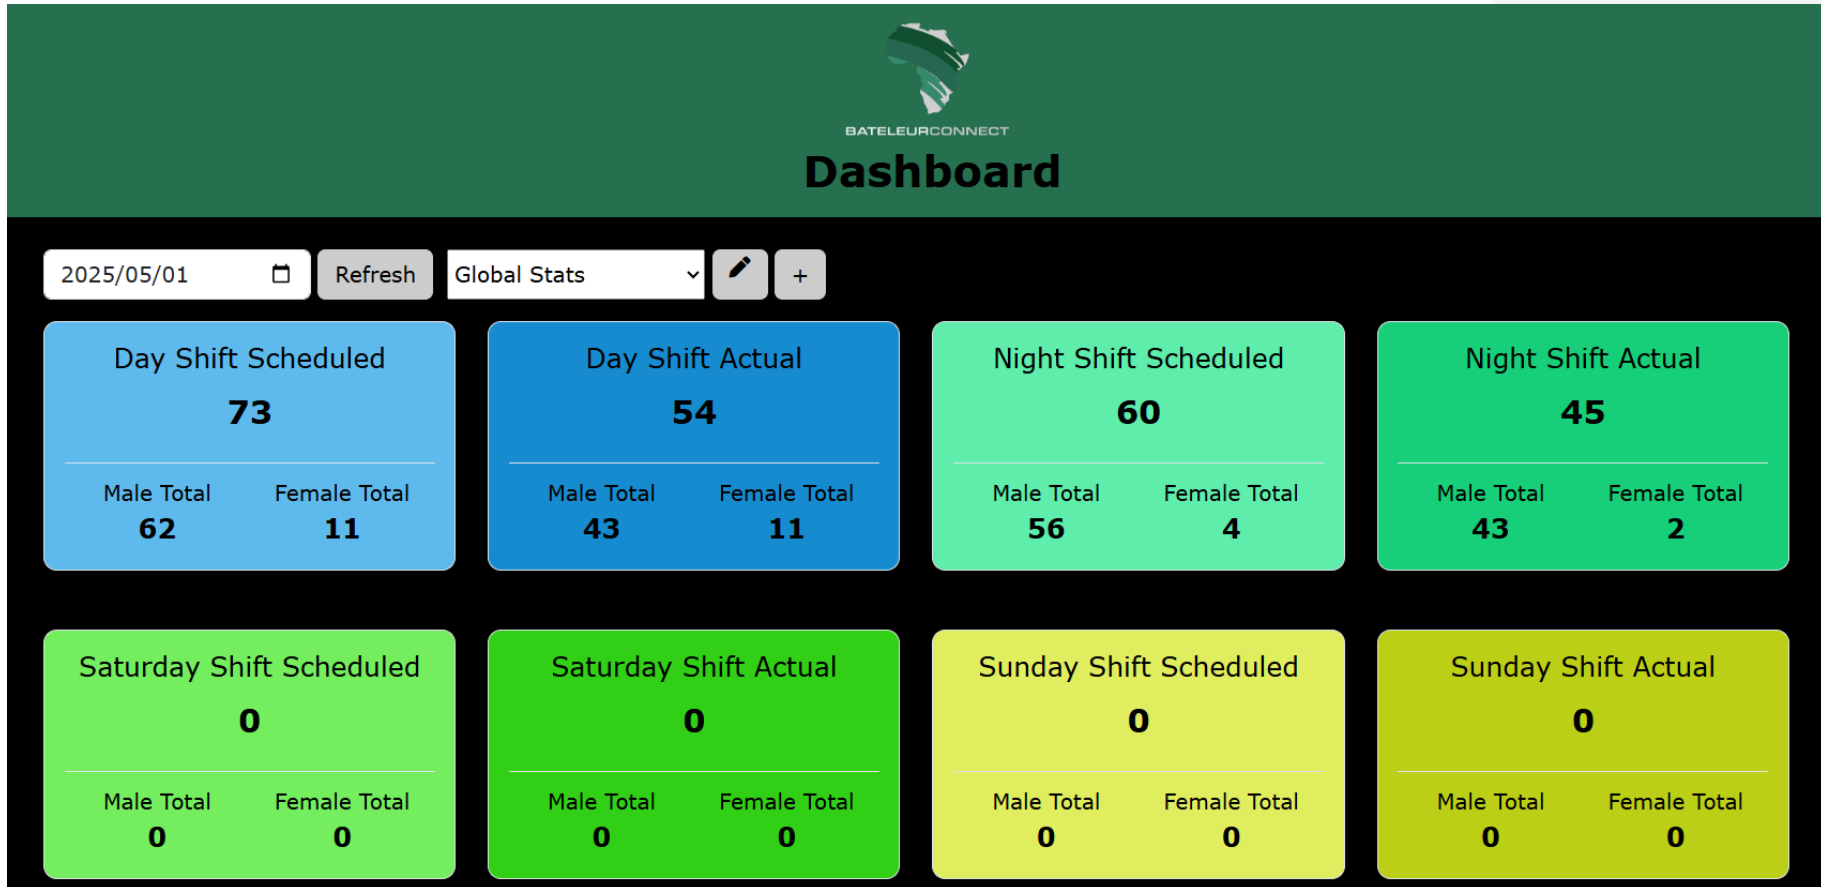 BATELEURCONNECT
Dashboard
2025/05/01 Refresh Global Stats +
Day Shift Scheduled
73
Male Total Female Total
62 11
Day Shift Actual
54
Male Total Female Total
43 11
Night Shift Scheduled
60
Male Total Female Total
56 4
Night Shift Actual
45
Male Total Female Total
43 2
Saturday Shift Scheduled
0
Male Total Female Total
0 0
Saturday Shift Actual
0
Male Total Female Total
0 0
Sunday Shift Scheduled
0
Male Total Female Total
0 0
Sunday Shift Actual
0
Male Total Female Total
0 0